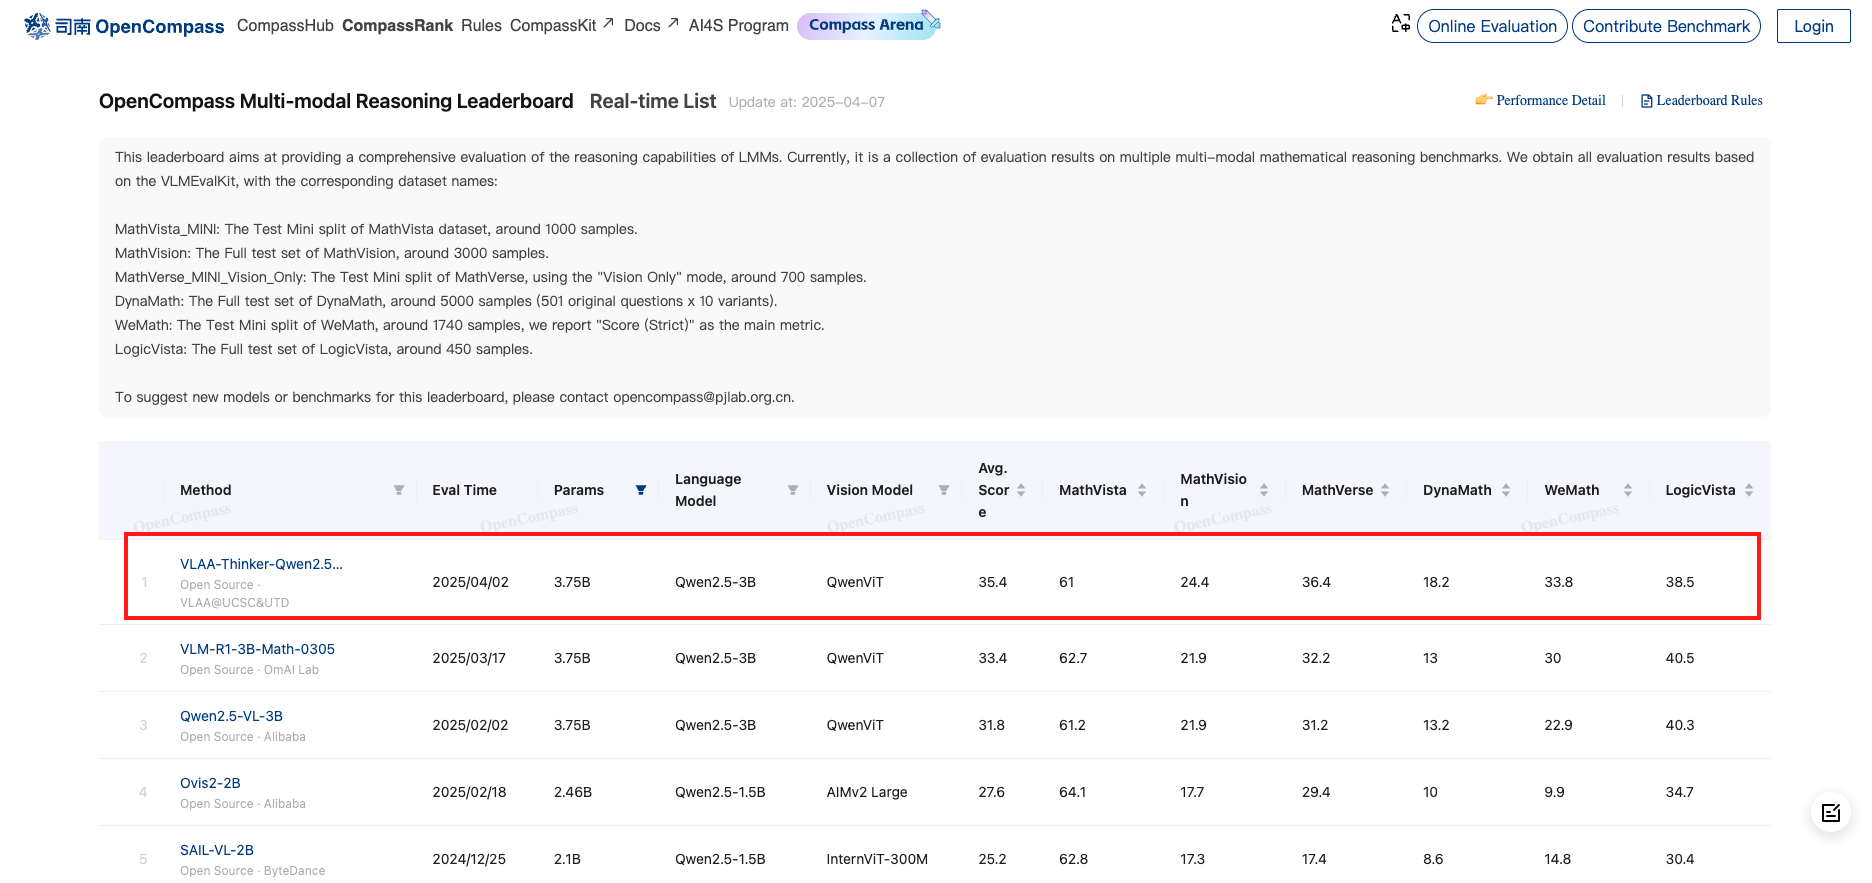 司南 OpenCompass CompassHub CompassRank Rules CompassKit ↗ Docs ↗ AI4S Program Compass Arena Online Evaluation Contribute Benchmark Login
OpenCompass Multi-modal Reasoning Leaderboard Real-time List Update at: 2025-04-07 Performance Detail Leaderboard Rules
This leaderboard aims at providing a comprehensive evaluation of the reasoning capabilities of LMMs. Currently, it is a collection of evaluation results on multiple multi-modal mathematical reasoning benchmarks. We obtain all evaluation results based
on the VLMEvalKit, with the corresponding dataset names:
MathVista_MINI: The Test Mini split of MathVista dataset, around 1000 samples.
MathVision: The Full test set of MathVision, around 3000 samples.
MathVerse_MINI_Vision_Only: The Test Mini split of MathVerse, using the "Vision Only" mode, around 700 samples.
DynaMath: The Full test set of DynaMath, around 5000 samples (501 original questions x 10 variants).
WeMath: The Test Mini split of WeMath, around 1740 samples, we report "Score (Strict)" as the main metric.
LogicVista: The Full test set of LogicVista, around 450 samples.
To suggest new models or benchmarks for this leaderboard, please contact opencompass@pjlab.org.cn.
Method Eval Time Params Language Model Vision Model Avg. Score MathVista MathVision MathVerse DynaMath WeMath LogicVista
OpenCompass OpenCompass OpenCompass OpenCompass OpenCompass
1 VLAA-Thinker-Qwen2.5... 2025/04/02 3.75B Qwen2.5-3B QwenViT 35.4 61 24.4 36.4 18.2 33.8 38.5
Open Source ·
VLAA@UCSC&UTD
2 VLM-R1-3B-Math-0305 2025/03/17 3.75B Qwen2.5-3B QwenViT 33.4 62.7 21.9 32.2 13 30 40.5
Open Source · OmAI Lab
3 Qwen2.5-VL-3B 2025/02/02 3.75B Qwen2.5-3B QwenViT 31.8 61.2 21.9 31.2 13.2 22.9 40.3
Open Source · Alibaba
4 Ovis2-2B 2025/02/18 2.46B Qwen2.5-1.5B AIMv2 Large 27.6 64.1 17.7 29.4 10 9.9 34.7
Open Source · Alibaba
5 SAIL-VL-2B 2024/12/25 2.1B Qwen2.5-1.5B InternViT-300M 25.2 62.8 17.3 17.4 8.6 14.8 30.4
Open Source · ByteDance